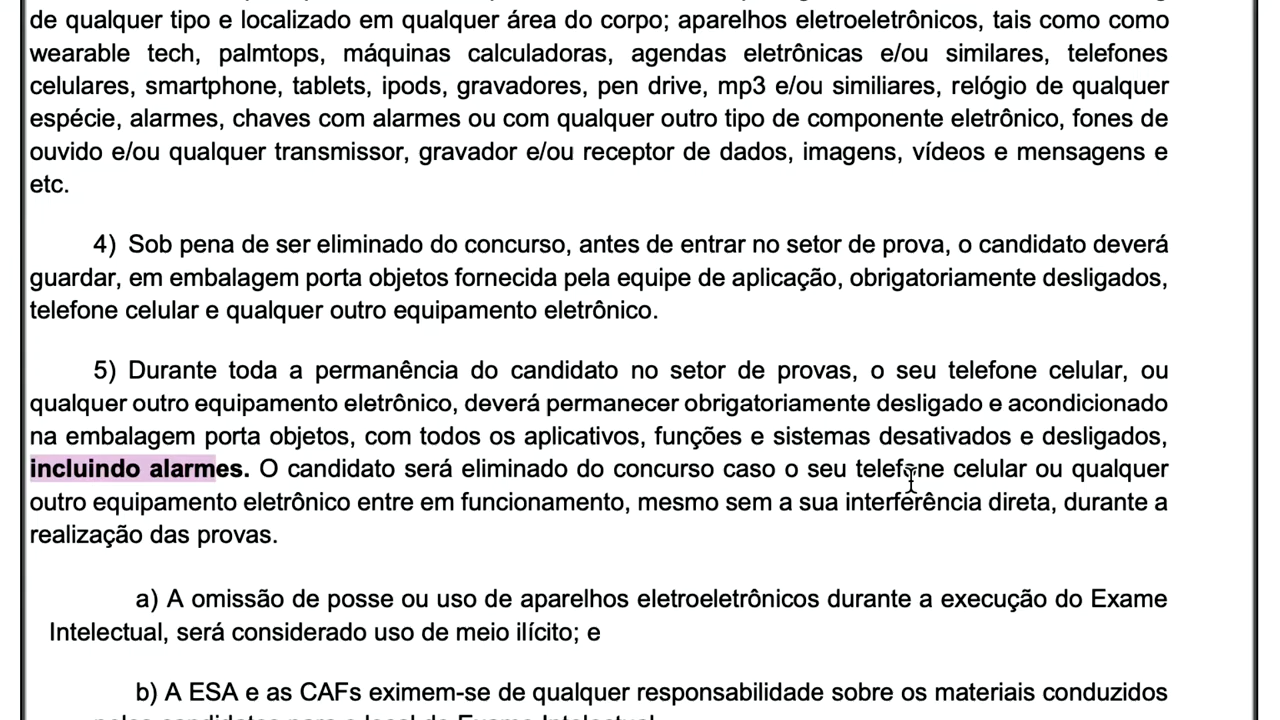 de qualquer tipo e localizado em qualquer área do corpo; aparelhos eletroeletrônicos, tais como como
wearable tech, palmtops, máquinas calculadoras, agendas eletrônicas e/ou similares, telefones
celulares, smartphone, tablets, ipods, gravadores, pen drive, mp3 e/ou similiares, relógio de qualquer
espécie, alarmes, chaves com alarmes ou com qualquer outro tipo de componente eletrônico, fones de
ouvido e/ou qualquer transmissor, gravador e/ou receptor de dados, imagens, vídeos e mensagens e
etc.
4) Sob pena de ser eliminado do concurso, antes de entrar no setor de prova, o candidato deverá
guardar, em embalagem porta objetos fornecida pela equipe de aplicação, obrigatoriamente desligados,
telefone celular e qualquer outro equipamento eletrônico.
5) Durante toda a permanência do candidato no setor de provas, o seu telefone celular, ou
qualquer outro equipamento eletrônico, deverá permanecer obrigatoriamente desligado e acondicionado
na embalagem porta objetos, com todos os aplicativos, funções e sistemas desativados e desligados,
incluindo alarmes. O candidato será eliminado do concurso caso o seu telefone celular ou qualquer
outro equipamento eletrônico entre em funcionamento, mesmo sem a sua interferência direta, durante a
realização das provas.
a) A omissão de posse ou uso de aparelhos eletroeletrônicos durante a execução do Exame
Intelectual, será considerado uso de meio ilícito; e
b) A ESA e as CAFs eximem-se de qualquer responsabilidade sobre os materiais conduzidos
pelos candidatos para o local do Exame Intelectual.